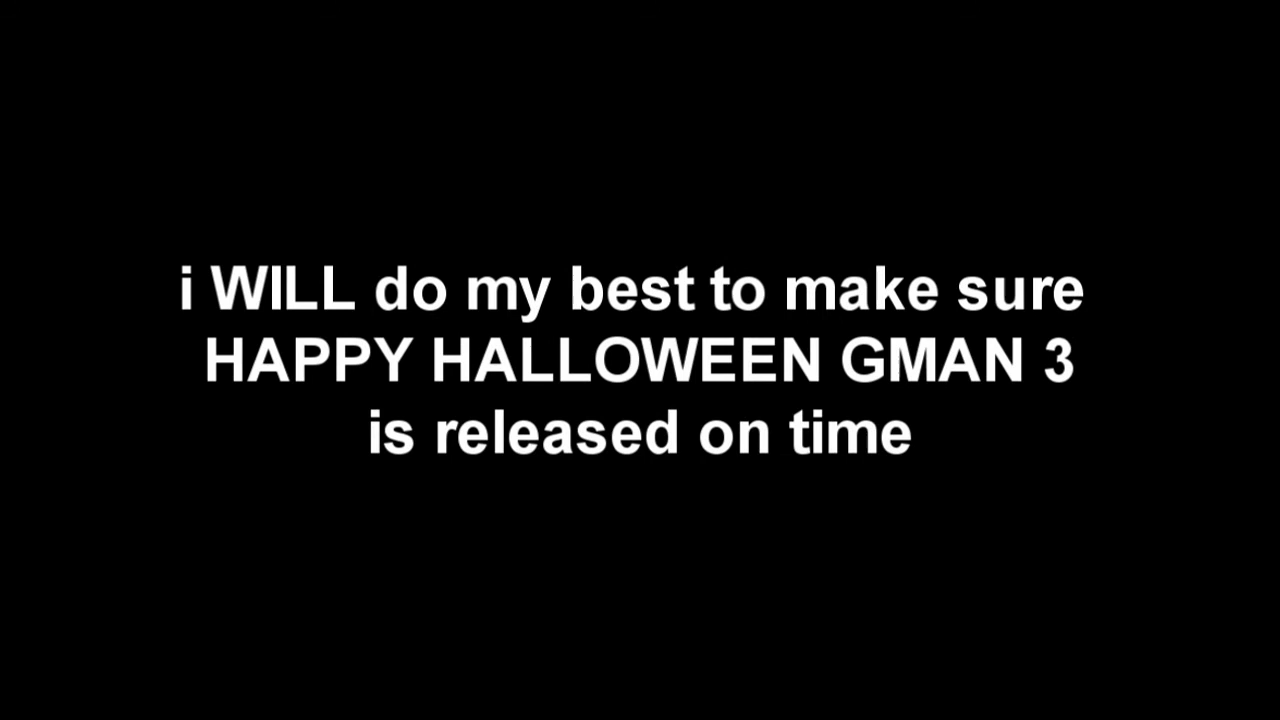 i WILL do my best to make sure
HAPPY HALLOWEEN GMAN 3
is released on time